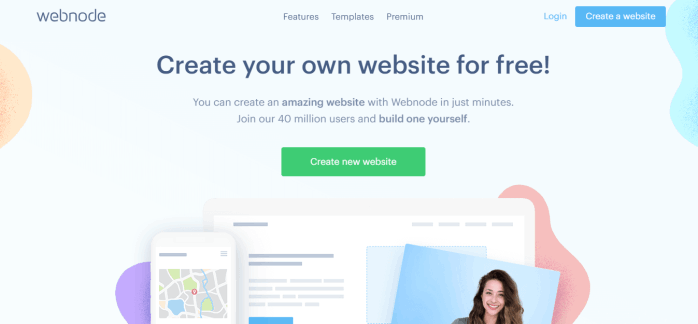 webnode
Features Templates Premium
Login
Create a website
Create your own website for free!
You can create an amazing website with Webnode in just minutes.
Join our 40 million users and build one yourself.
Create new website